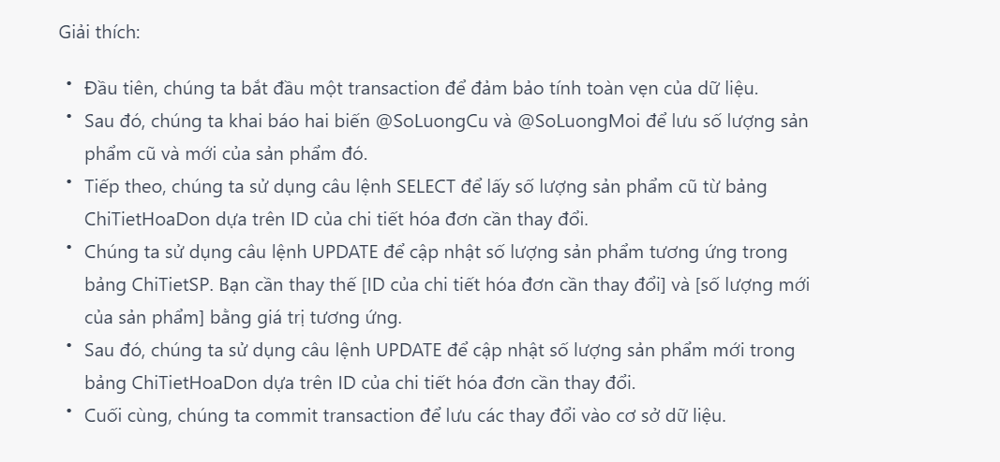 Giải thích:
• Đầu tiên, chúng ta bắt đầu một transaction để đảm bảo tính toàn vẹn của dữ liệu.
• Sau đó, chúng ta khai báo hai biến @SoLuongCu và @SoLuongMoi để lưu số lượng sản
phẩm cũ và mới của sản phẩm đó.
• Tiếp theo, chúng ta sử dụng câu lệnh SELECT để lấy số lượng sản phẩm cũ từ bảng
ChiTietHoaDon dựa trên ID của chi tiết hóa đơn cần thay đổi.
• Chúng ta sử dụng câu lệnh UPDATE để cập nhật số lượng sản phẩm tương ứng trong
bảng ChiTietSP. Bạn cần thay thế [ID của chi tiết hóa đơn cần thay đổi] và [số lượng mới
của sản phẩm] bằng giá trị tương ứng.
• Sau đó, chúng ta sử dụng câu lệnh UPDATE để cập nhật số lượng sản phẩm mới trong
bảng ChiTietHoaDon dựa trên ID của chi tiết hóa đơn cần thay đổi.
• Cuối cùng, chúng ta commit transaction để lưu các thay đổi vào cơ sở dữ liệu.